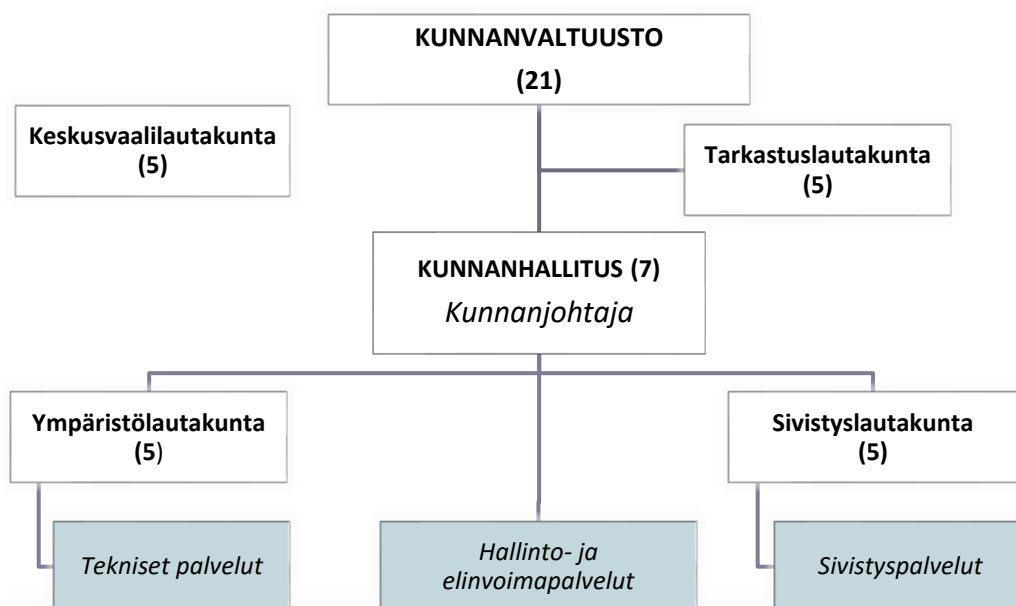 KUNNANVALTUUSTO
(21)
Keskusvaalilautakunta
(5)
Tarkastuslautakunta
(5)
KUNNANHALLITUS (7)
Kunnanjohtaja
Ympäristölautakunta
(5)
Sivistyslautakunta
(5)
Tekniset palvelut
Hallinto- ja
elinvoimapalvelut
Sivistyspalvelut